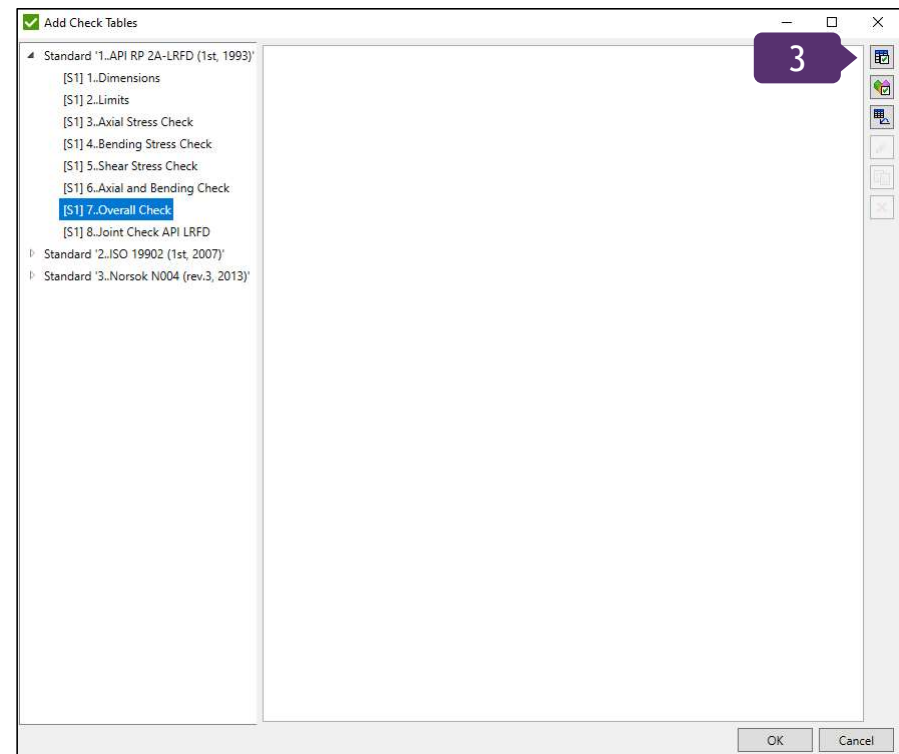 Add Check Tables
Standard '1..API RP 2A-LRFD (1st, 1993)'
[S1] 1..Dimensions
[S1] 2..Limits
[S1] 3..Axial Stress Check
[S1] 4..Bending Stress Check
[S1] 5..Shear Stress Check
[S1] 6..Axial and Bending Check
[S1] 7..Overall Check
[S1] 8..Joint Check API LRFD
Standard '2..ISO 19902 (1st, 2007)'
Standard '3..Norsok N004 (rev.3, 2013)'
3
OK Cancel